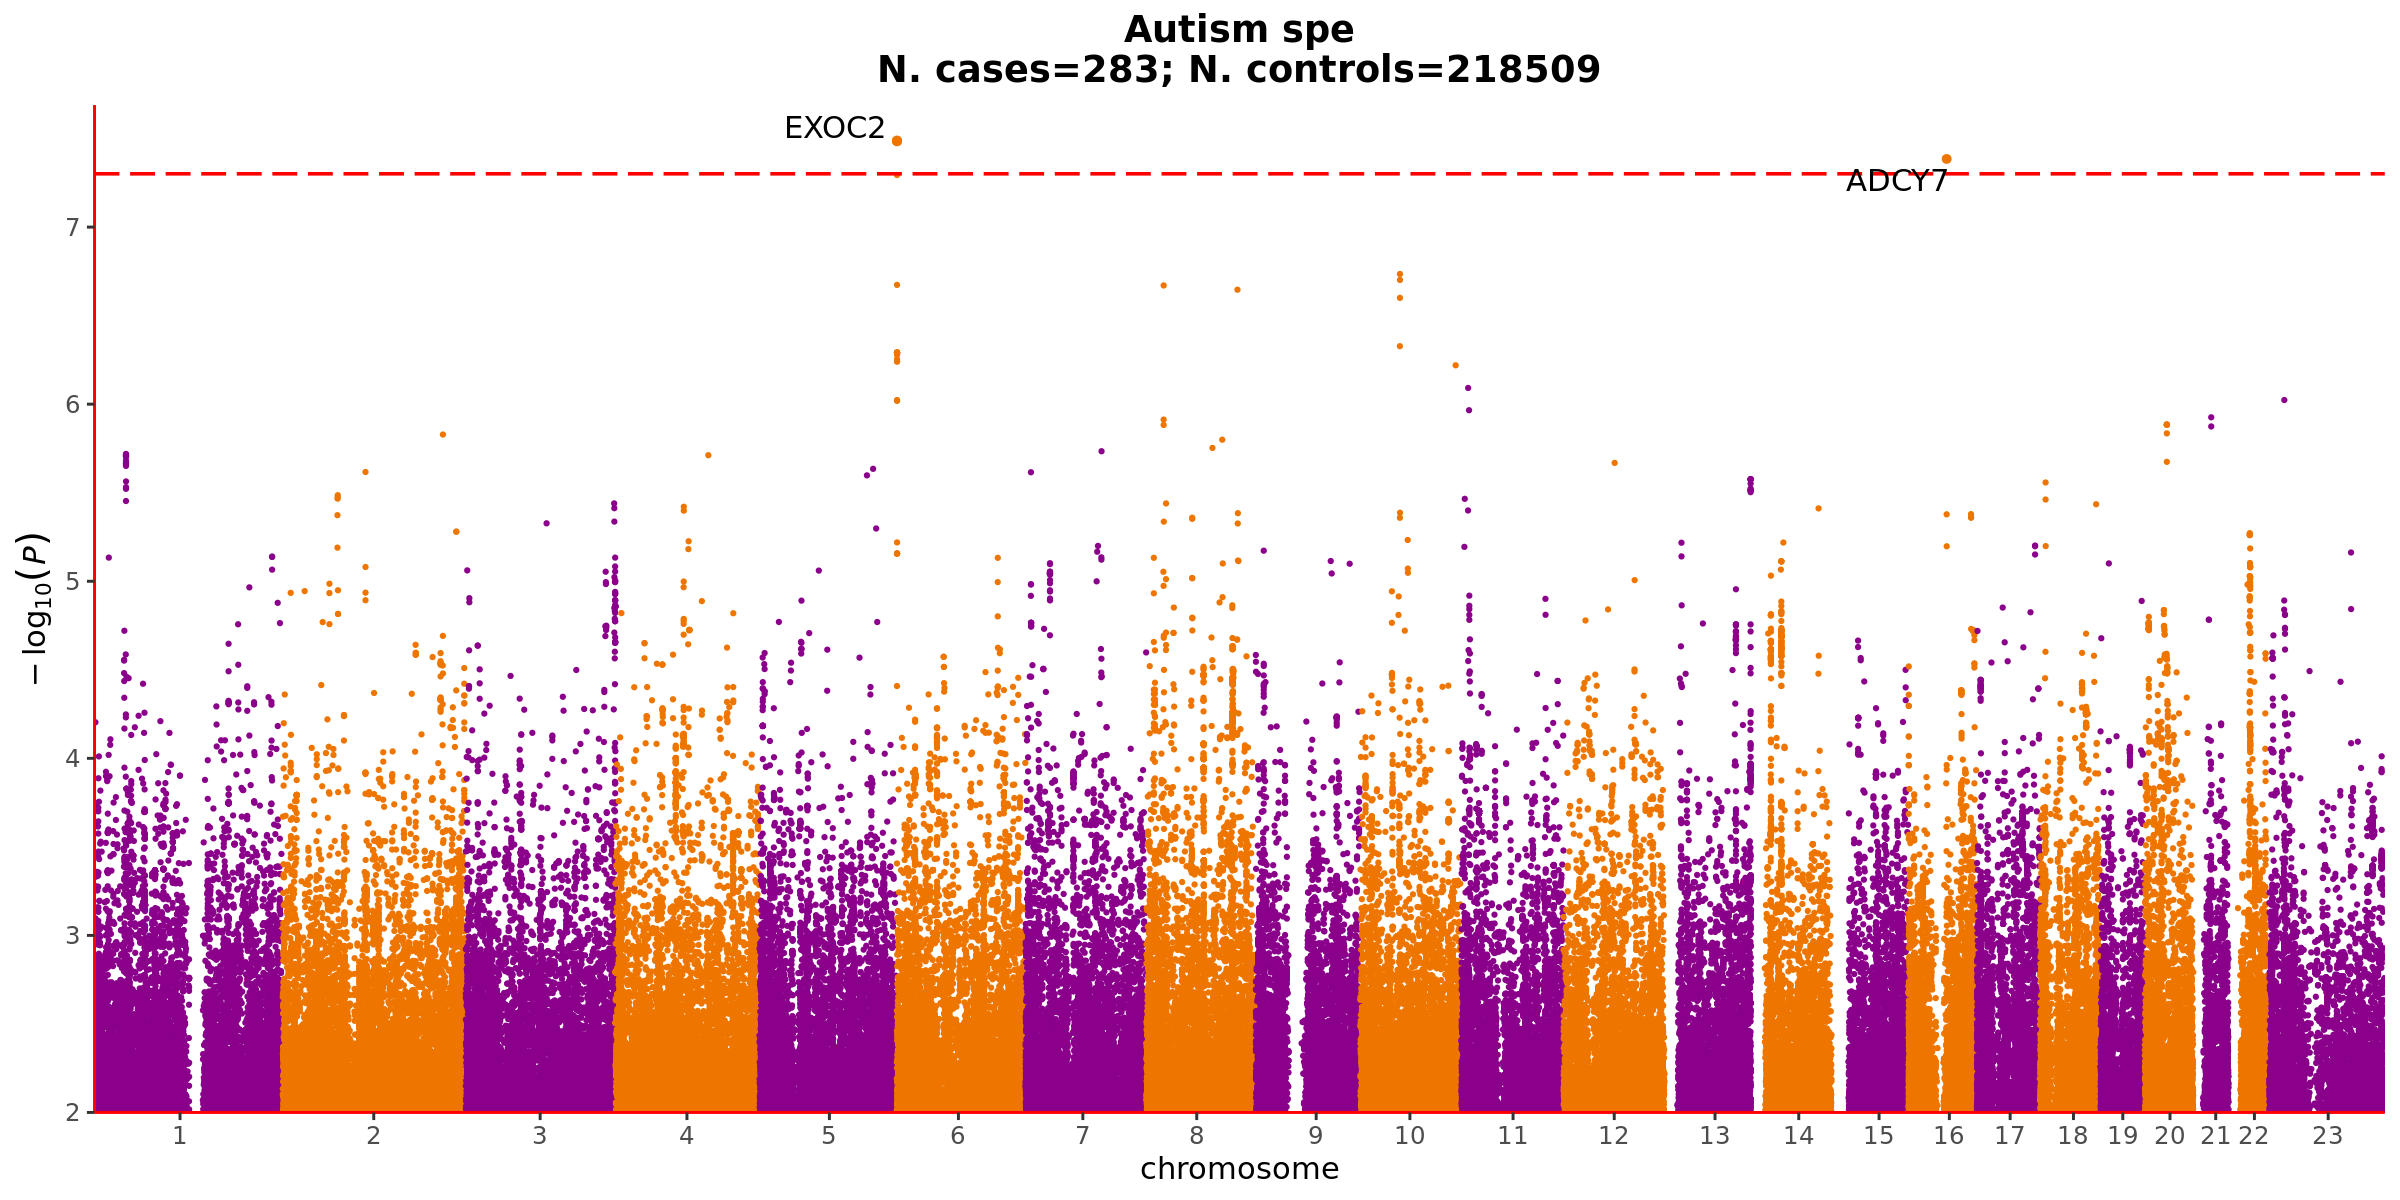 Autism spe
N. cases=283; N. controls=218509
EXOC2
ADCY7
7
6
5
4
3
2
−log10(P)
1 2 3 4 5 6 7 8 9 10 11 12 13 14 15 16 17 18 19 20 21 22 23
chromosome